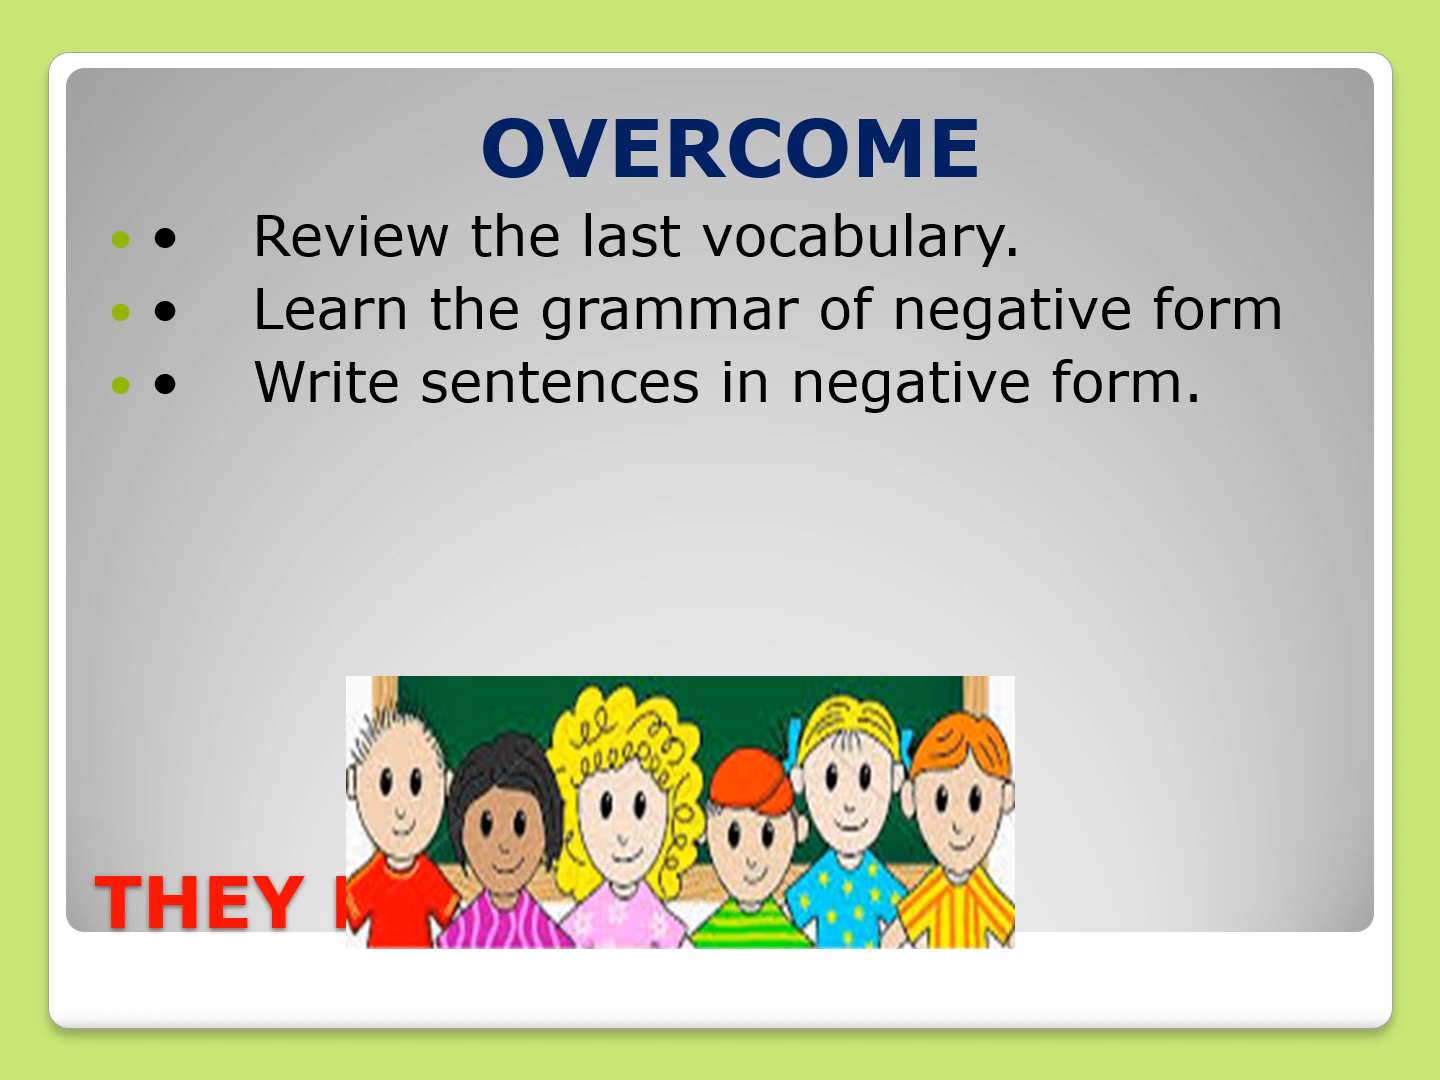 OVERCOME
• • Review the last vocabulary.
• • Learn the grammar of negative form
• • Write sentences in negative form.
THEY